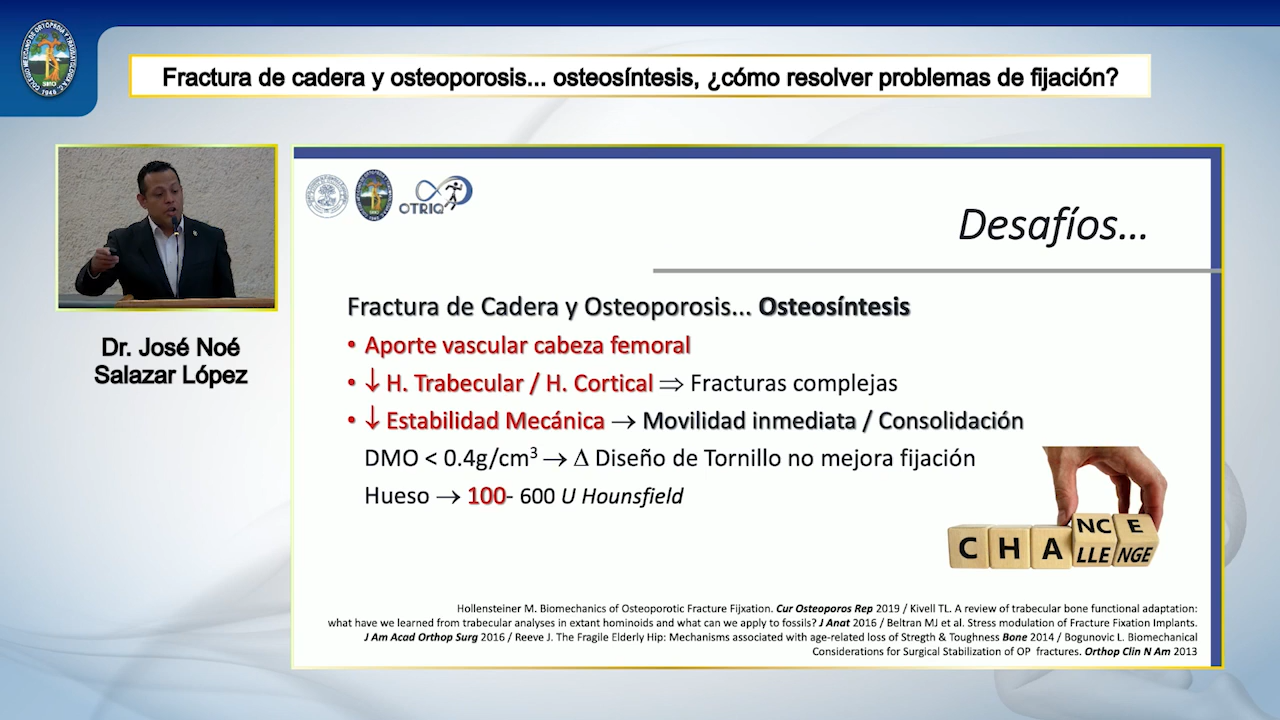 Fractura de cadera y osteoporosis... osteosíntesis, ¿cómo resolver problemas de fijación?
Dr. José Noé
Salazar López
OTRIQ
Desafíos...
Fractura de Cadera y Osteoporosis... Osteosíntesis
• Aporte vascular cabeza femoral
• ↓ H. Trabecular / H. Cortical ⇒ Fracturas complejas
• ↓ Estabilidad Mecánica → Movilidad inmediata / Consolidación
DMO < 0.4g/cm³ → Δ Diseño de Tornillo no mejora fijación
Hueso → 100- 600 U Hounsfield
NC E
C H A LLE NGE
Hollensteiner M. Biomechanics of Osteoporotic Fracture Fijxation. Cur Osteoporos Rep 2019 / Kivell TL. A review of trabecular bone functional adaptation:
what have we learned from trabecular analyses in extant hominoids and what can we apply to fossils? J Anat 2016 / Beltran MJ et al. Stress modulation of Fracture Fixation Implants.
J Am Acad Orthop Surg 2016 / Reeve J. The Fragile Elderly Hip: Mechanisms associated with age-related loss of Stregth & Toughness Bone 2014 / Bogunovic L. Biomechanical
Considerations for Surgical Stabilization of OP fractures. Orthop Clin N Am 2013